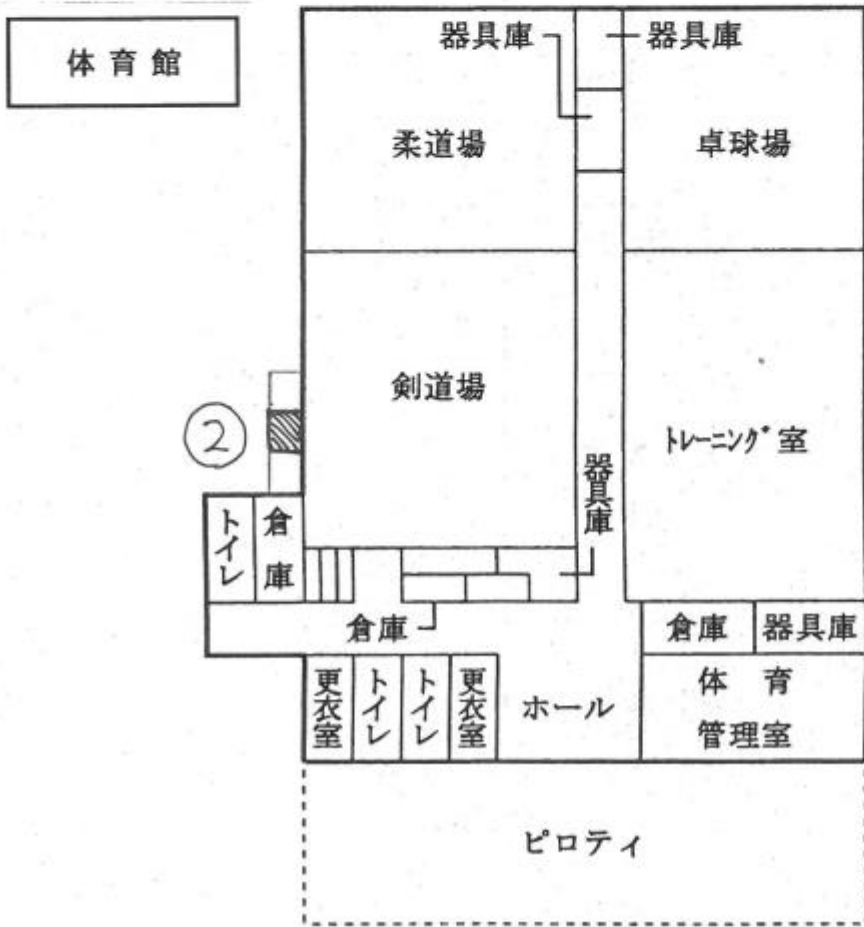 体育館
器具庫
器具庫
柔道場
卓球場
剣道場
トレーニング室
②
器具庫
トイレ
倉庫
倉庫
倉庫
器具庫
更衣室
トイレ
トイレ
更衣室
ホール
体育
管理室
ピロティ